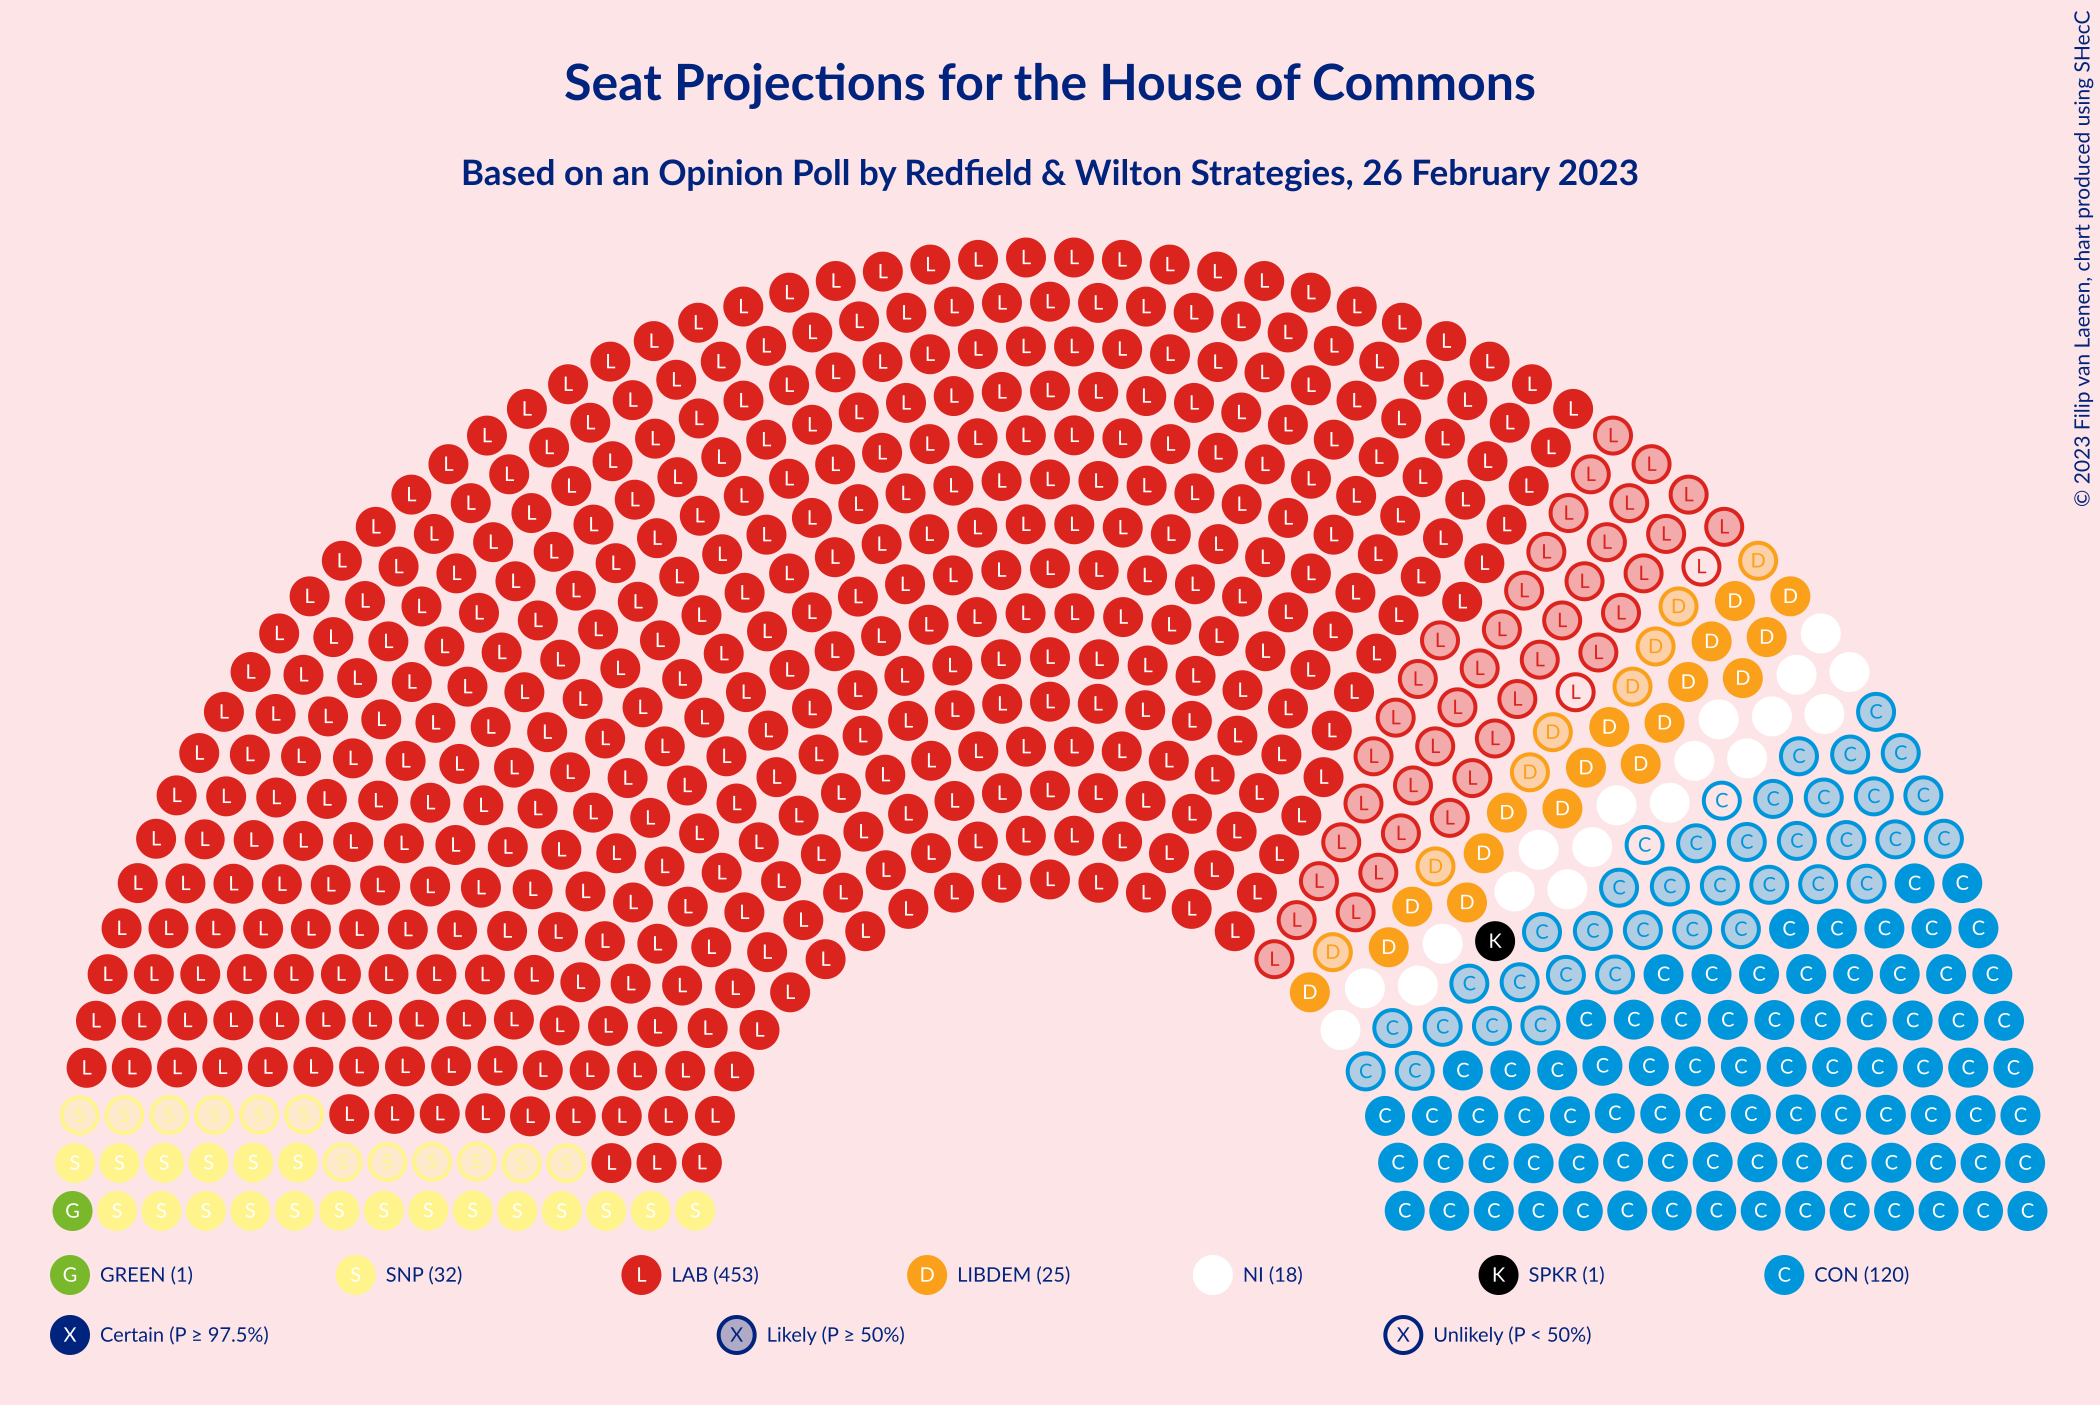 Seat Projections for the House of Commons
Based on an Opinion Poll by Redfield & Wilton Strategies, 26 February 2023
© 2023 Filip van Laenen, chart produced using SHecC
G GREEN (1) S SNP (32) L LAB (453) D LIBDEM (25) NI (18) K SPKR (1) C CON (120)
X Certain (P ≥ 97.5%) X Likely (P ≥ 50%) X Unlikely (P < 50%)